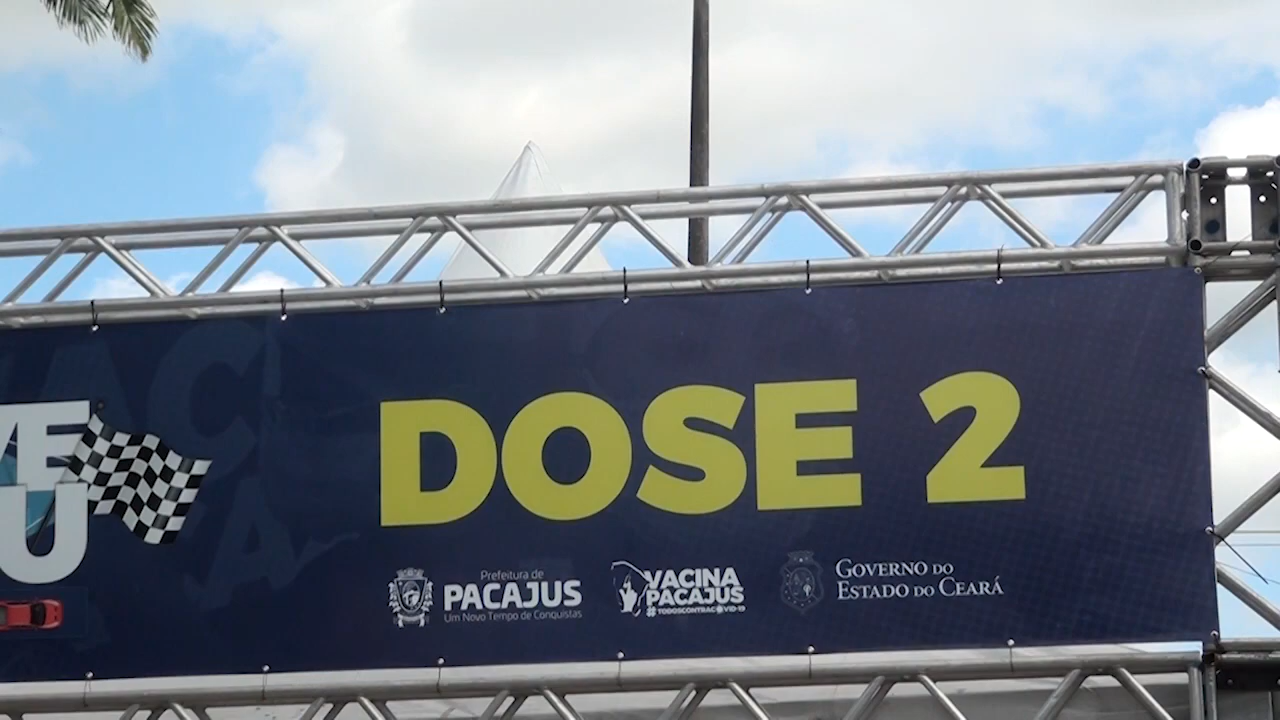 DOSE 2
Prefeitura de
PACAJUS
Um Novo Tempo de Conquistas
VACINA
PACAJUS
#TODOSCONTRACOVID-19
GOVERNO DO
ESTADO DO CEARÁ